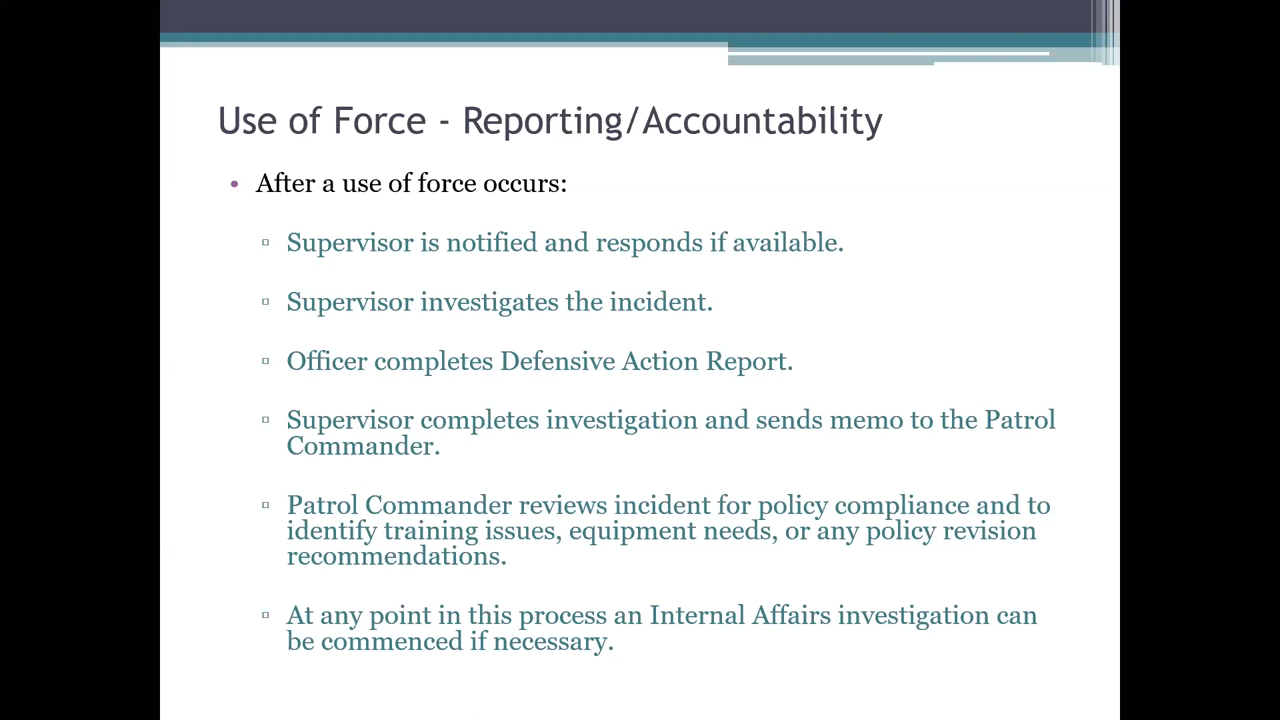 Use of Force - Reporting/Accountability
• After a use of force occurs:
▫ Supervisor is notified and responds if available.
▫ Supervisor investigates the incident.
▫ Officer completes Defensive Action Report.
▫ Supervisor completes investigation and sends memo to the Patrol
Commander.
▫ Patrol Commander reviews incident for policy compliance and to
identify training issues, equipment needs, or any policy revision
recommendations.
▫ At any point in this process an Internal Affairs investigation can
be commenced if necessary.